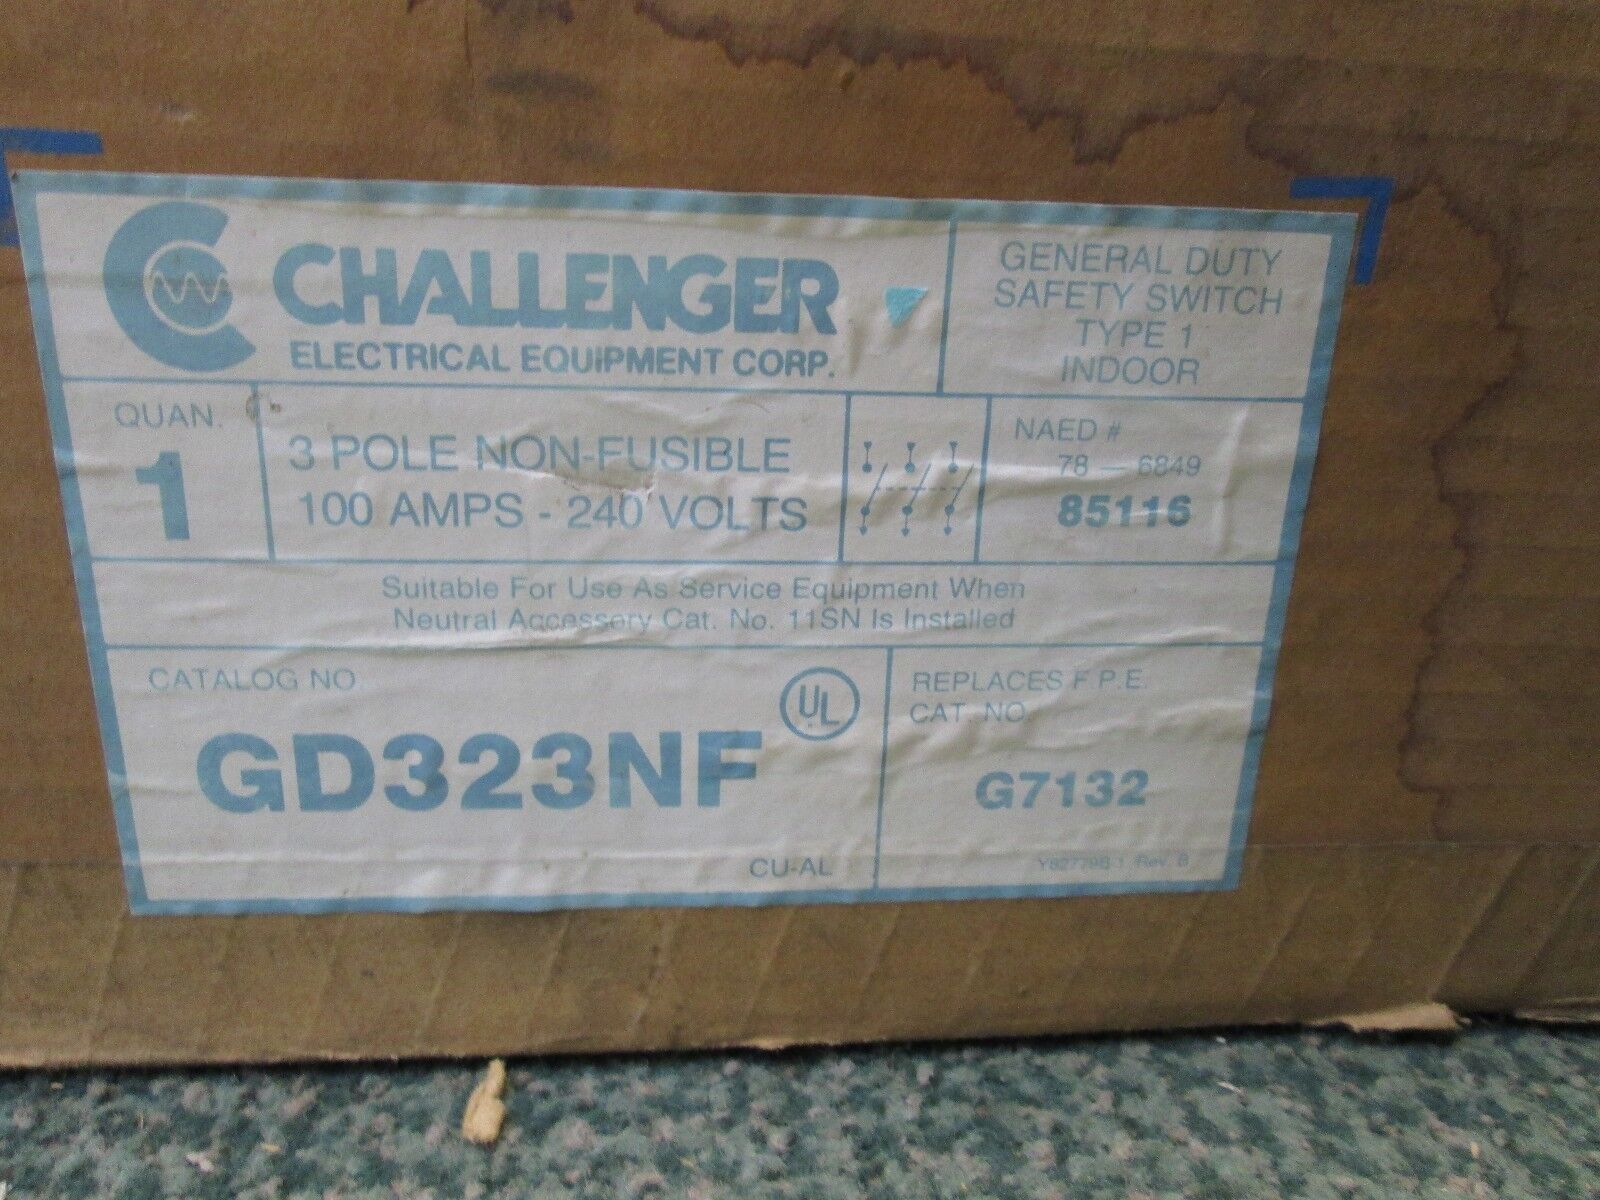 CHALLENGER
ELECTRICAL EQUIPMENT CORP.
GENERAL DUTY
SAFETY SWITCH
TYPE 1
INDOOR
QUAN.
1
3 POLE NON-FUSIBLE
100 AMPS - 240 VOLTS
NAED #
78 — 6849
85116
Suitable For Use As Service Equipment When
Neutral Accessory Cat. No. 11SN Is Installed
CATALOG NO.
GD323NF
UL
CU-AL
REPLACES F.P.E.
CAT. NO.
G7132
Rev. B